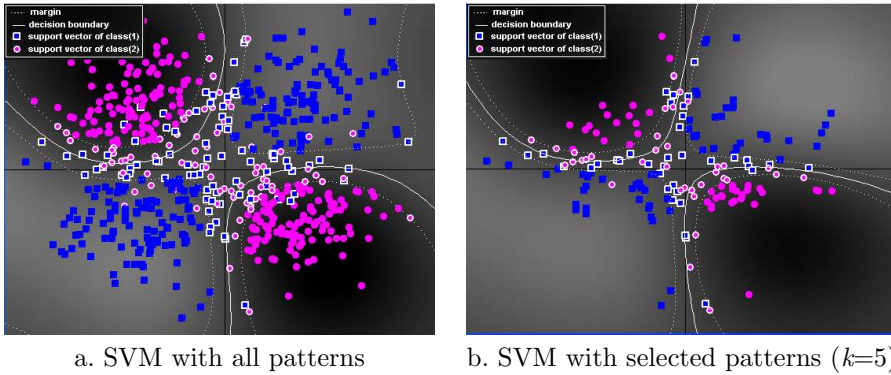 margin
decision boundary
support vector of class(1)
support vector of class(2)
margin
decision boundary
support vector of class(1)
support vector of class(2)
a. SVM with all patterns
b. SVM with selected patterns (k=5)